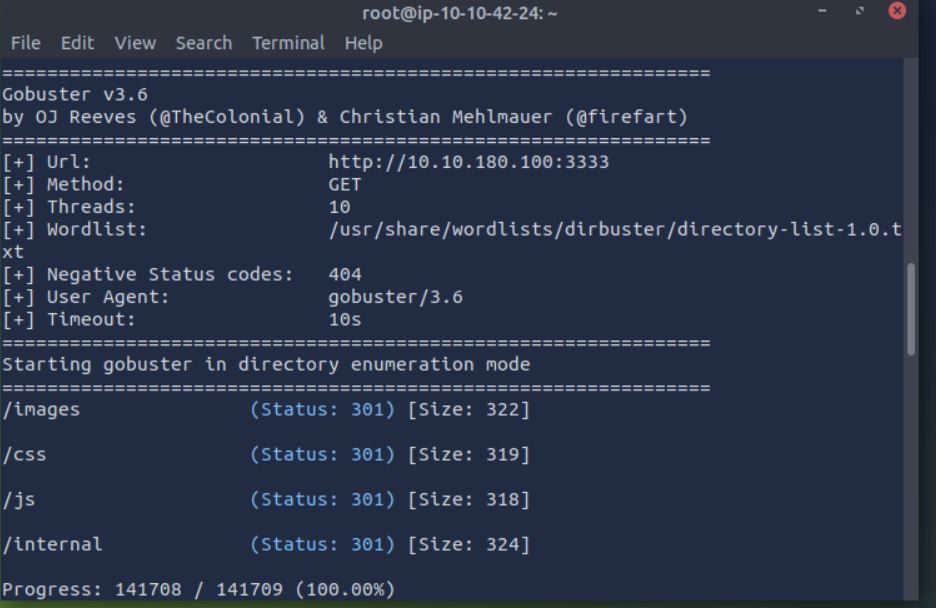 root@ip-10-10-42-24: ~
File Edit View Search Terminal Help
===============================================================
Gobuster v3.6
by OJ Reeves (@TheColonial) & Christian Mehlmauer (@firefart)
===============================================================
[+] Url:                     http://10.10.180.100:3333
[+] Method:                  GET
[+] Threads:                 10
[+] Wordlist:                /usr/share/wordlists/dirbuster/directory-list-1.0.t
xt
[+] Negative Status codes:   404
[+] User Agent:              gobuster/3.6
[+] Timeout:                 10s
===============================================================
Starting gobuster in directory enumeration mode
===============================================================
/images               (Status: 301) [Size: 322]
/css                  (Status: 301) [Size: 319]
/js                   (Status: 301) [Size: 318]
/internal             (Status: 301) [Size: 324]
Progress: 141708 / 141709 (100.00%)